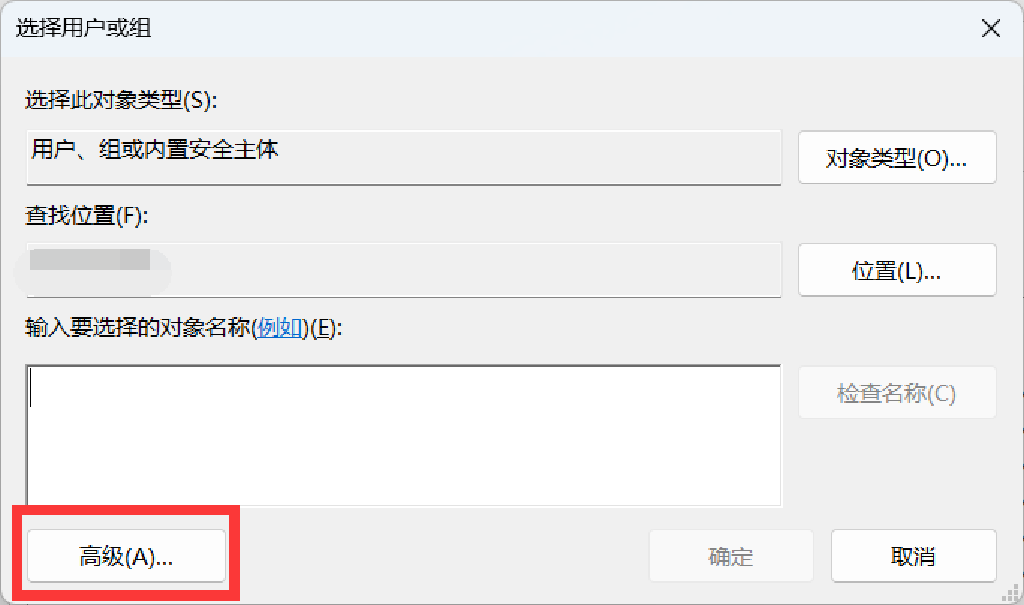 选择用户或组
选择此对象类型(S):
用户、组或内置安全主体
对象类型(O)...
查找位置(F):
位置(L)...
输入要选择的对象名称(例如)(E):
检查名称(C)
高级(A)...
确定
取消